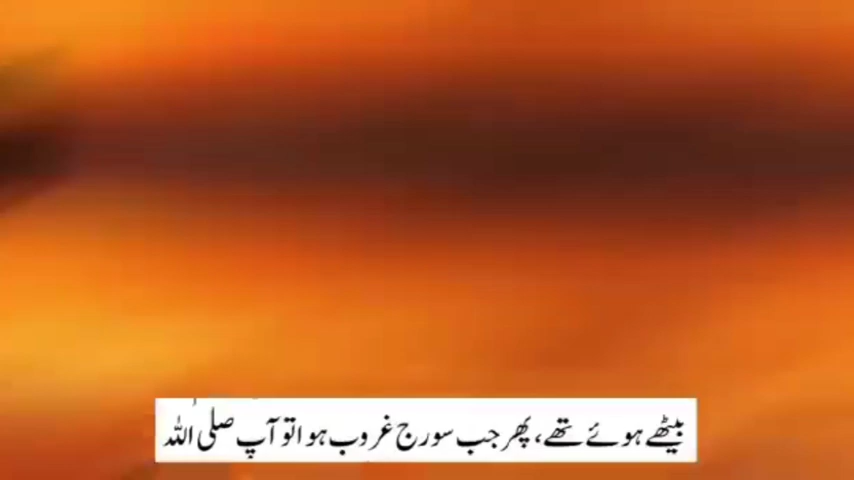 بیٹھے ہوئے تھے، پھر جب سورج غروب ہوا تو آپ صلی اللہ